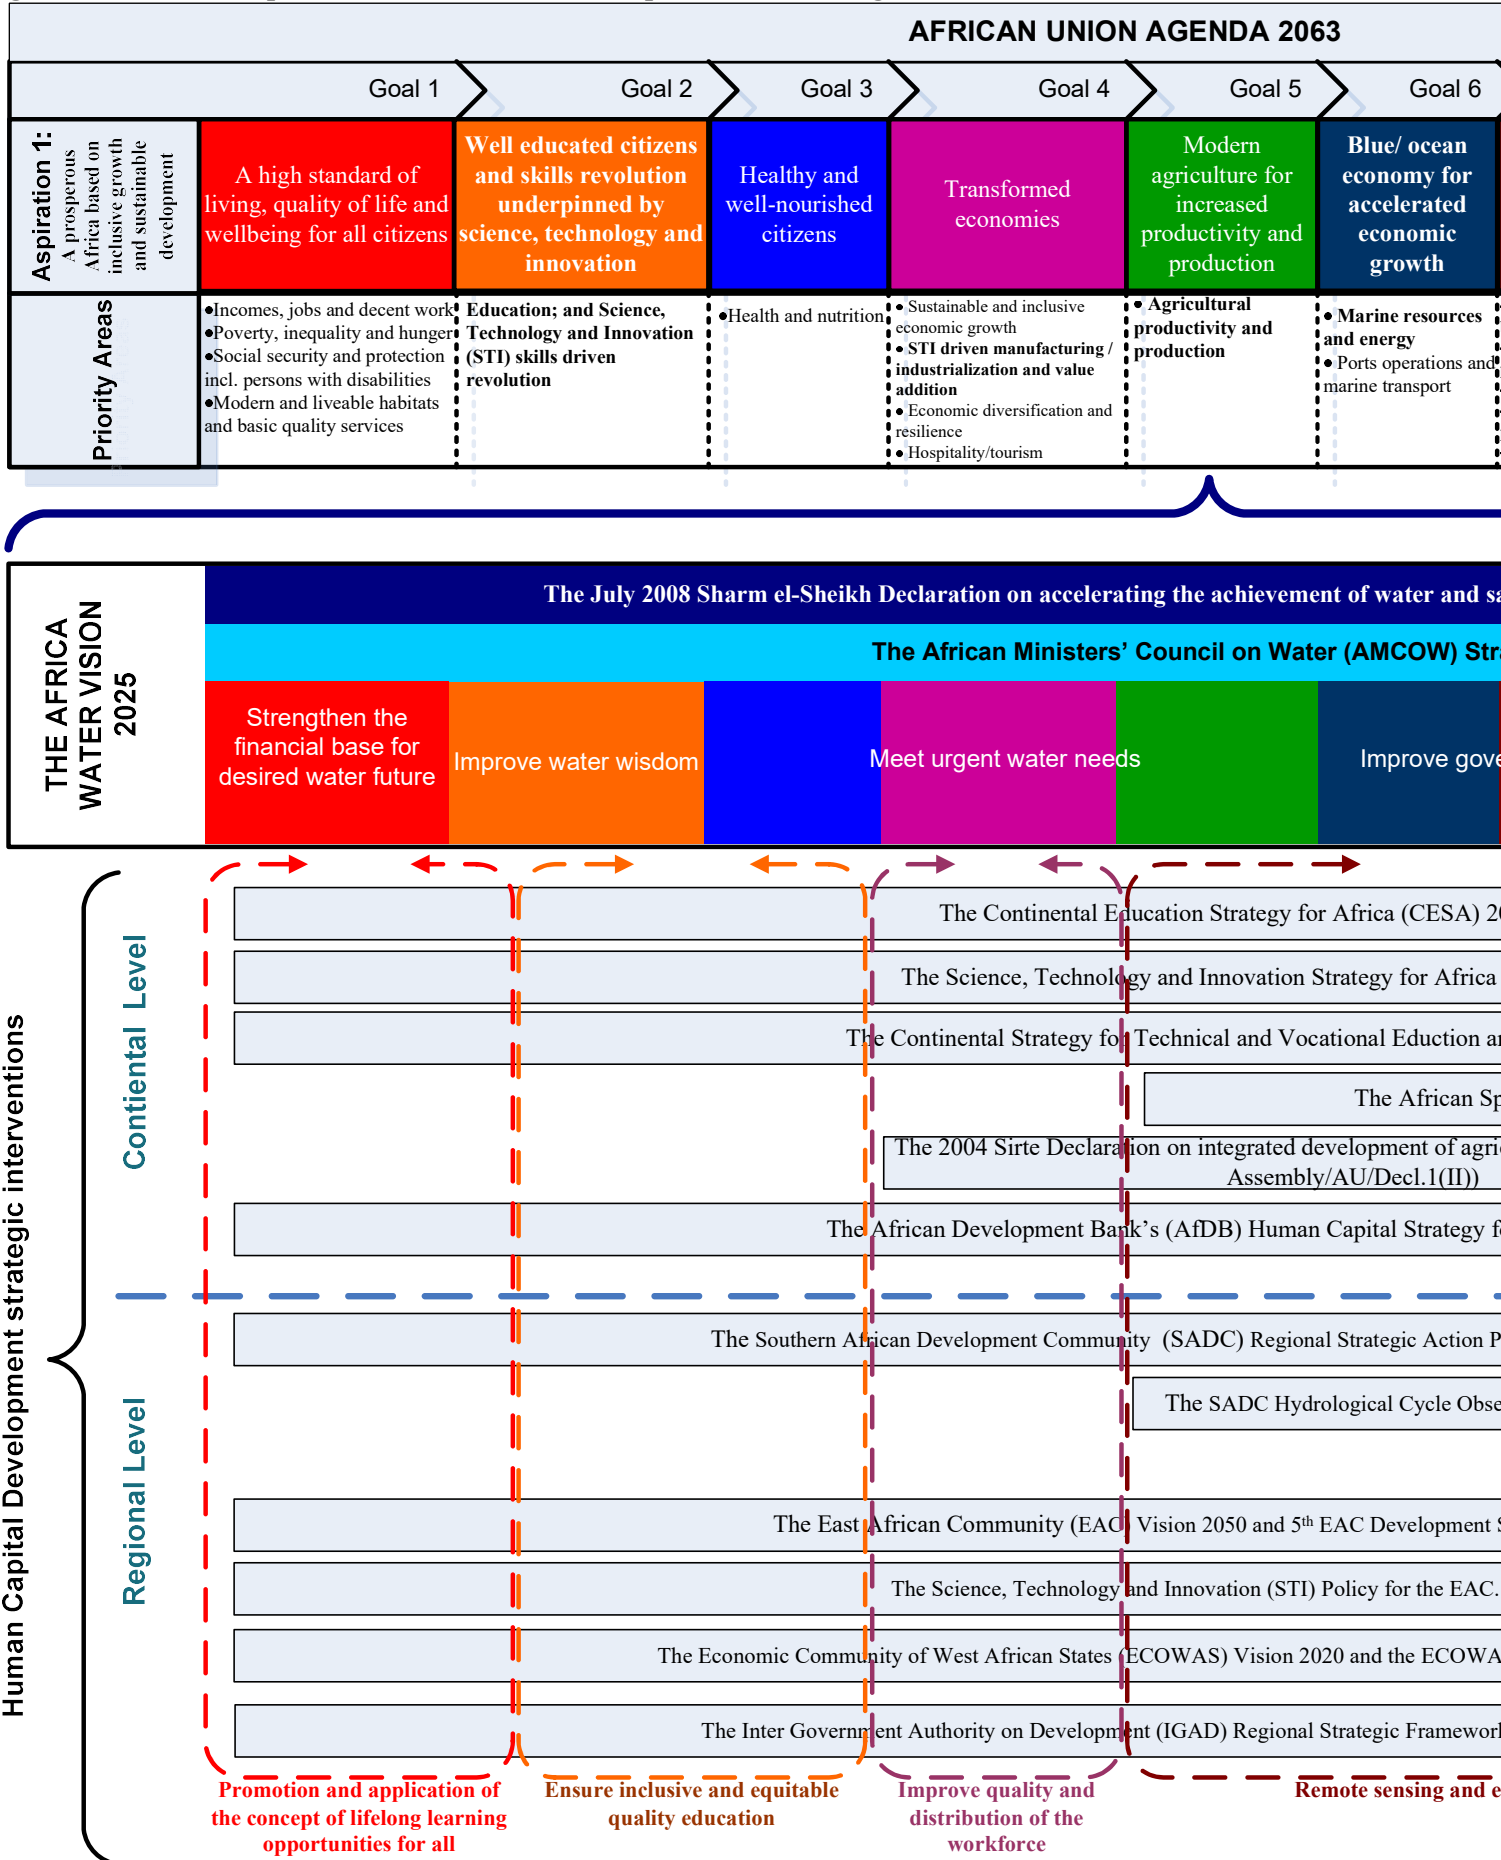 AFRICAN UNION AGENDA 2063
Goal 1
Goal 2
Goal 3
Goal 4
Goal 5
Goal 6
Aspiration 1:
A prosperous
Africa based on
inclusive growth
and sustainable
development
A high standard of
living, quality of life and
wellbeing for all citizens
Well educated citizens
and skills revolution
underpinned by
science, technology and
innovation
Healthy and
well-nourished
citizens
Transformed
economies
Modern
agriculture for
increased
productivity and
production
Blue/ ocean
economy for
accelerated
economic
growth
Priority Areas
•Incomes, jobs and decent work
•Poverty, inequality and hunger
•Social security and protection
incl. persons with disabilities
•Modern and liveable habitats
and basic quality services
Education; and Science,
Technology and Innovation
(STI) skills driven
revolution
•Health and nutrition
• Sustainable and inclusive
economic growth
• STI driven manufacturing /
industrialization and value
addition
• Economic diversification and
resilience
• Hospitality/tourism
• Agricultural
productivity and
production
• Marine resources
and energy
• Ports operations and
marine transport
THE AFRICA
WATER VISION
2025
The July 2008 Sharm el-Sheikh Declaration on accelerating the achievement of water and sa
The African Ministers’ Council on Water (AMCOW) Stra
Strengthen the
financial base for
desired water future
Improve water wisdom
Meet urgent water needs
Improve gove
Human Capital Development strategic interventions
Contiental Level
The Continental Education Strategy for Africa (CESA) 20
The Science, Technology and Innovation Strategy for Africa
The Continental Strategy for Technical and Vocational Eduction an
The African Sp
The 2004 Sirte Declaration on integrated development of agri
Assembly/AU/Decl.1(II))
The African Development Bank’s (AfDB) Human Capital Strategy fo
Regional Level
The Southern African Development Community (SADC) Regional Strategic Action P
The SADC Hydrological Cycle Obse
The East African Community (EAC) Vision 2050 and 5th EAC Development S
The Science, Technology and Innovation (STI) Policy for the EAC.
The Economic Community of West African States (ECOWAS) Vision 2020 and the ECOWA
The Inter Government Authority on Development (IGAD) Regional Strategic Framework
Promotion and application of
the concept of lifelong learning
opportunities for all
Ensure inclusive and equitable
quality education
Improve quality and
distribution of the
workforce
Remote sensing and e